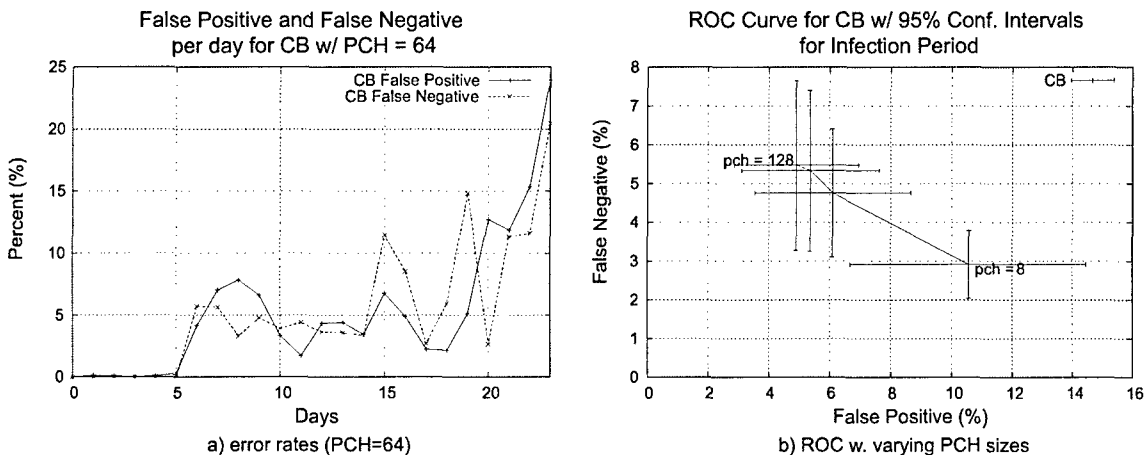 False Positive and False Negative
per day for CB w/ PCH = 64
25
20
15
10
5
0
Percent (%)
CB False Positive
CB False Negative
0 5 10 15 20
Days
a) error rates (PCH=64)
ROC Curve for CB w/ 95% Conf. Intervals
for Infection Period
8
7
6
5
4
3
2
1
0
False Negative (%)
CB
pch = 128
pch = 8
0 2 4 6 8 10 12 14 16
False Positive (%)
b) ROC w. varying PCH sizes